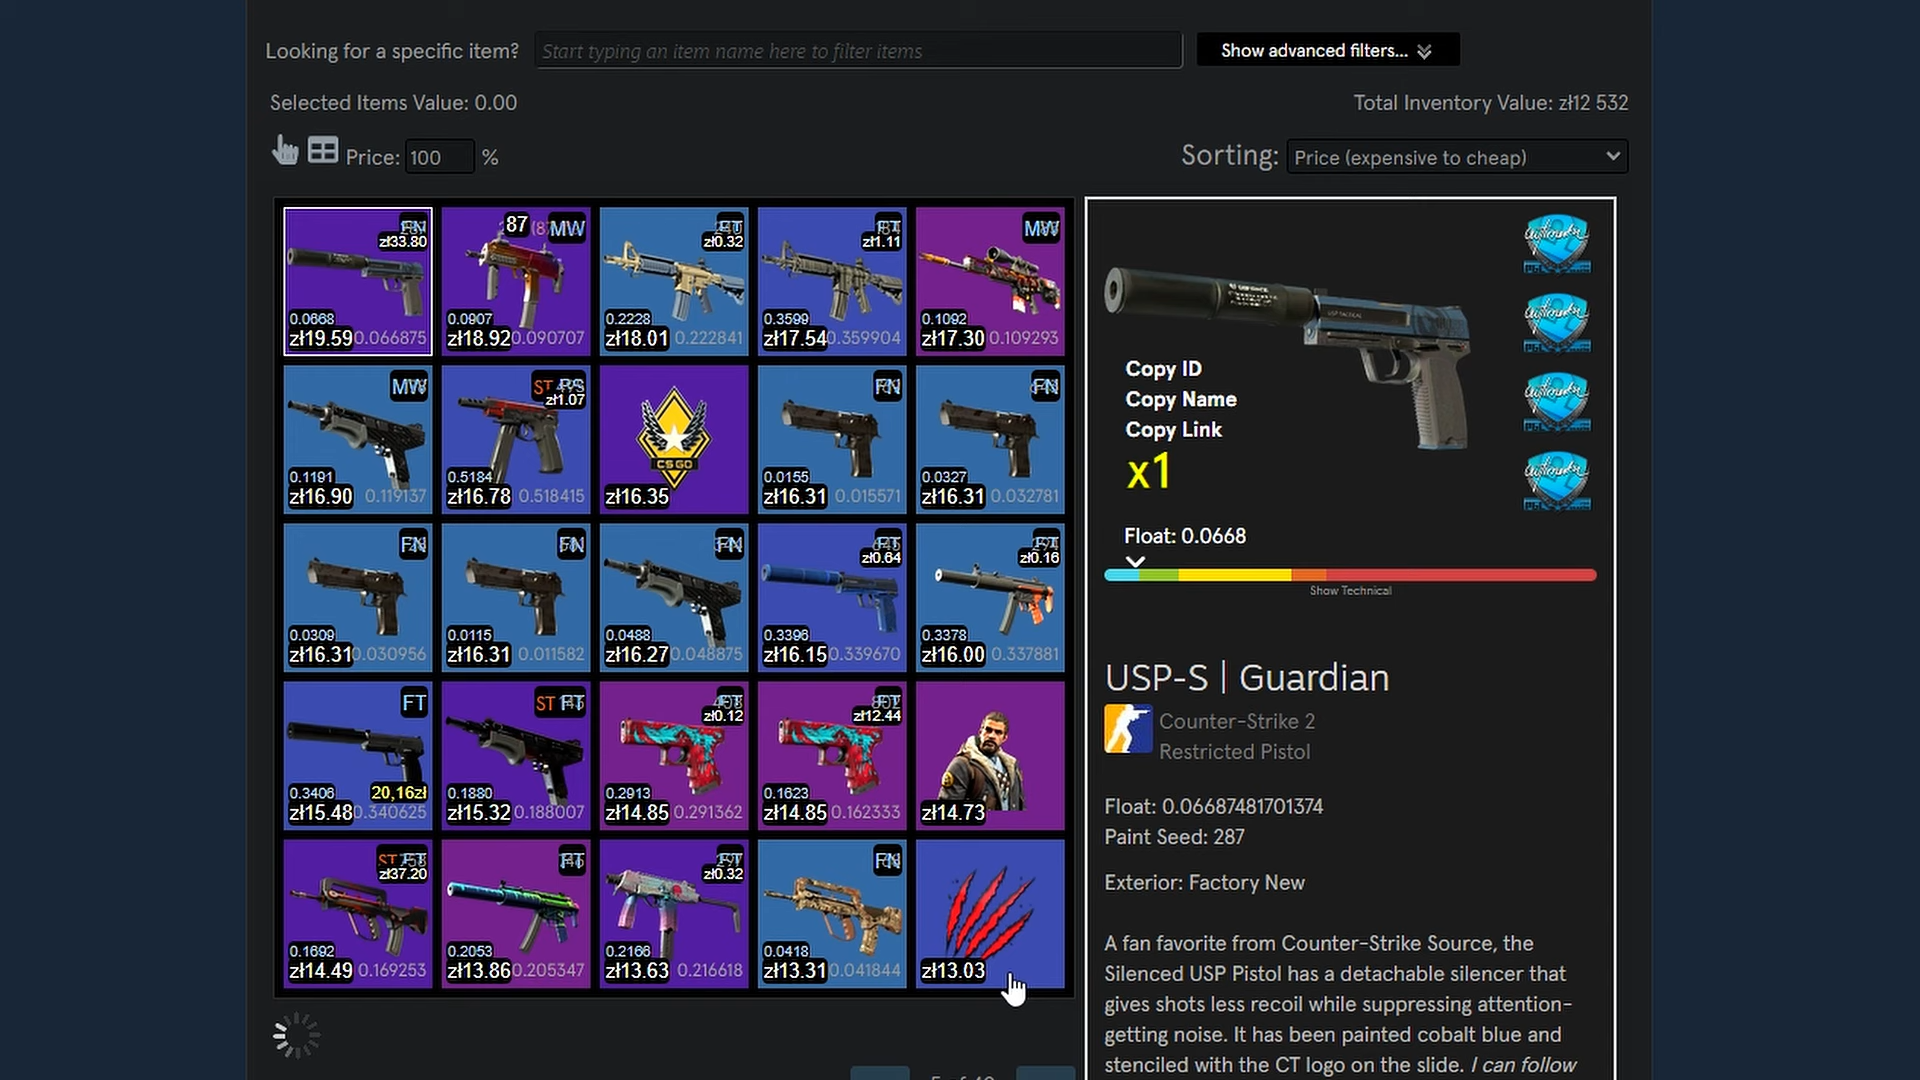 Looking for a specific item?
Start typing an item name here to filter items
Show advanced filters...
Selected Items Value: 0.00
Total Inventory Value: zł12 532
Price: 100 %
Sorting: Price (expensive to cheap)
FN
zł33.80
0.0668
zł19.59 0.066875
87 MW
0.0907
zł18.92 0.090707
FT
zł0.32
0.2228
zł18.01 0.222841
FT
zł1.11
0.3599
zł17.54 0.359904
MW
0.1092
zł17.30 0.109293
MW
0.1191
zł16.90 0.119137
ST BS
zł1.07
0.5184
zł16.78 0.518415
CS GO
zł16.35
FN
0.0155
zł16.31 0.015571
FN
0.0327
zł16.31 0.032781
FN
0.0309
zł16.31 0.030956
FN
0.0115
zł16.31 0.011582
FN
0.0488
zł16.27 0.048875
FT
zł0.64
0.3396
zł16.15 0.339670
FT
zł0.16
0.3378
zł16.00 0.337881
FT
0.3406 20,16zł
zł15.48 0.340625
ST FT
0.1880
zł15.32 0.188007
FT
zł0.12
0.2913
zł14.85 0.291362
FT
zł12.44
0.1623
zł14.85 0.162333
zł14.73
ST FT
zł37.20
0.1692
zł14.49 0.169253
FT
0.2053
zł13.86 0.205347
FT
zł0.32
0.2166
zł13.63 0.216618
FN
0.0418
zł13.31 0.041844
zł13.03
Copy ID
Copy Name
Copy Link
x1
Float: 0.0668
Show Technical
USP-S | Guardian
Counter-Strike 2
Restricted Pistol
Float: 0.06687481701374
Paint Seed: 287
Exterior: Factory New
A fan favorite from Counter-Strike Source, the
Silenced USP Pistol has a detachable silencer that
gives shots less recoil while suppressing attention-
getting noise. It has been painted cobalt blue and
stenciled with the CT logo on the slide. I can follow